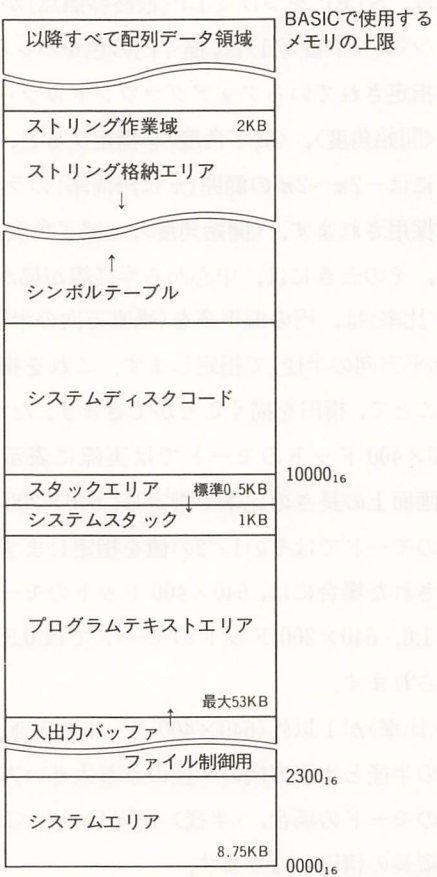 BASICで使用する
メモリの上限
以降すべて配列データ領域
ストリング作業域 2KB
ストリング格納エリア
↓
↑
シンボルテーブル
システムディスクコード
10000₁₆
スタックエリア 標準0.5KB
↓
システムスタック 1KB
プログラムテキストエリア
最大53KB
↑
入出力バッファ
ファイル制御用
2300₁₆
システムエリア
8.75KB
0000₁₆